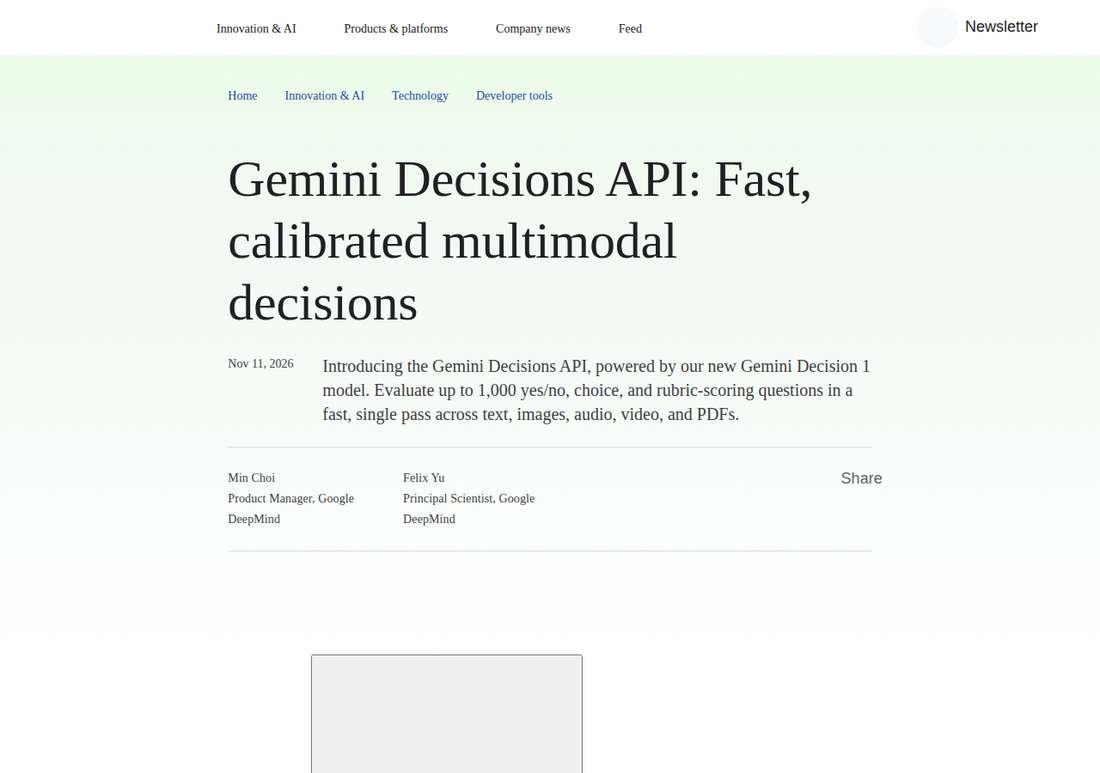 Innovation & AI Products & platforms Company news Feed Newsletter
Home Innovation & AI Technology Developer tools
Gemini Decisions API: Fast,
calibrated multimodal
decisions
Nov 11, 2026
Introducing the Gemini Decisions API, powered by our new Gemini Decision 1
model. Evaluate up to 1,000 yes/no, choice, and rubric-scoring questions in a
fast, single pass across text, images, audio, video, and PDFs.
Min Choi
Product Manager, Google
DeepMind
Felix Yu
Principal Scientist, Google
DeepMind
Share